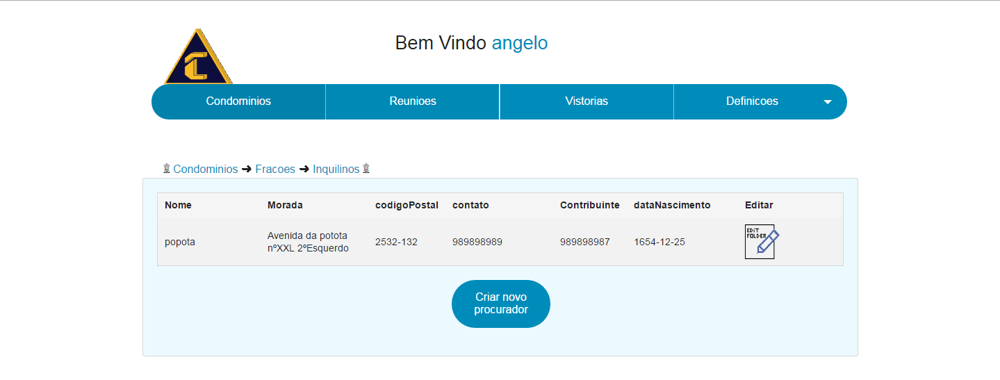 Bem Vindo angelo
Condominios Reunioes Vistorias Definicoes
Condominios ➔ Fracoes ➔ Inquilinos
Nome Morada codigoPostal contato Contribuinte dataNascimento Editar
popota Avenida da potota 2532-132 989898989 989898987 1654-12-25 EDiT
nºXXL 2ºEsquerdo FOLDER
Criar novo
procurador